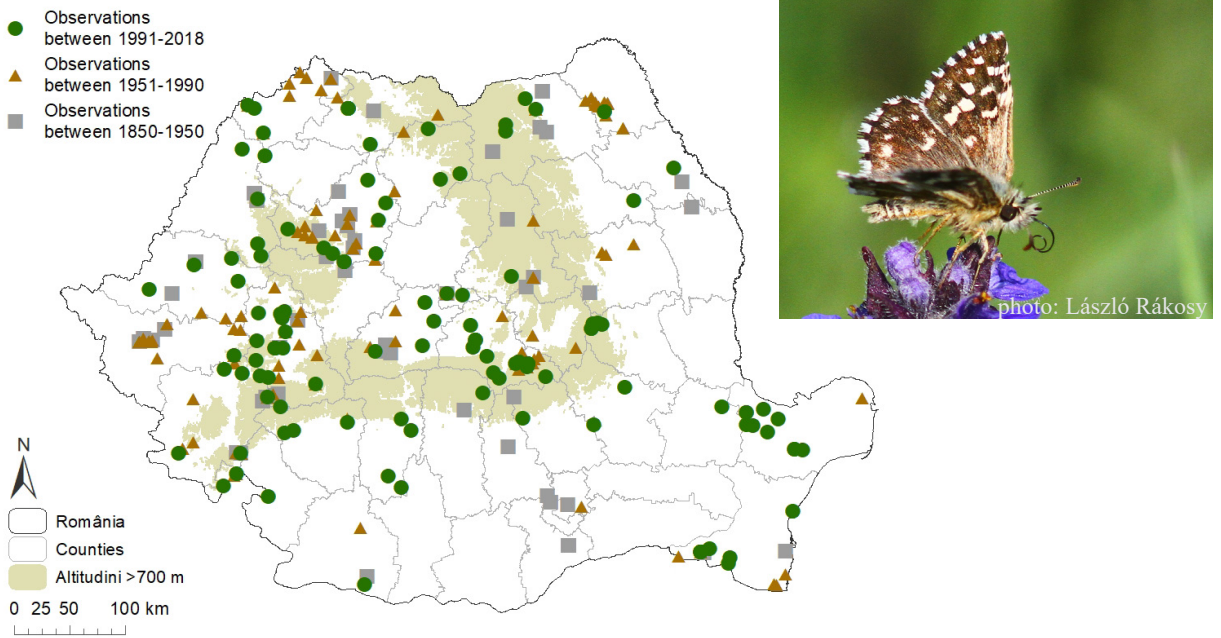 Observations
between 1991-2018
Observations
between 1951-1990
Observations
between 1850-1950
photo: László Rákosy
N
România
Counties
Altitudini >700 m
0 25 50 100 km